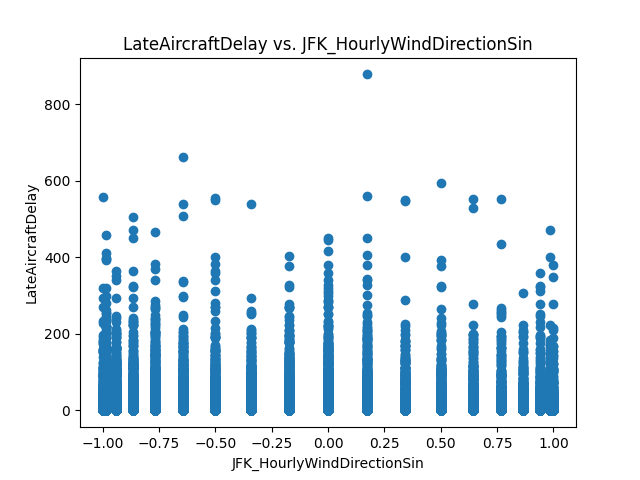 LateAircraftDelay vs. JFK_HourlyWindDirectionSin
800
600
400
200
0
LateAircraftDelay
−1.00 −0.75 −0.50 −0.25 0.00 0.25 0.50 0.75 1.00
JFK_HourlyWindDirectionSin